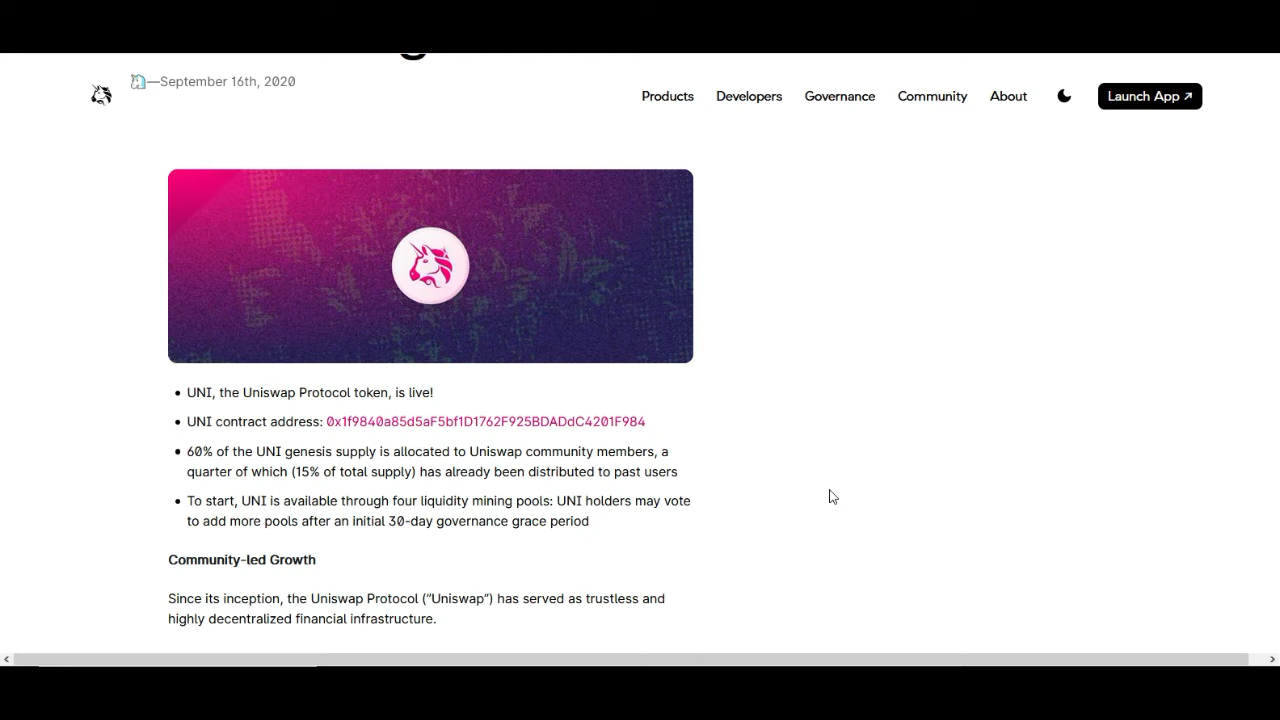 —September 16th, 2020
Products Developers Governance Community About Launch App ↗
• UNI, the Uniswap Protocol token, is live!
• UNI contract address: 0x1f9840a85d5aF5bf1D1762F925BDADdC4201F984
• 60% of the UNI genesis supply is allocated to Uniswap community members, a
quarter of which (15% of total supply) has already been distributed to past users
• To start, UNI is available through four liquidity mining pools: UNI holders may vote
to add more pools after an initial 30-day governance grace period
Community-led Growth
Since its inception, the Uniswap Protocol (“Uniswap”) has served as trustless and
highly decentralized financial infrastructure.